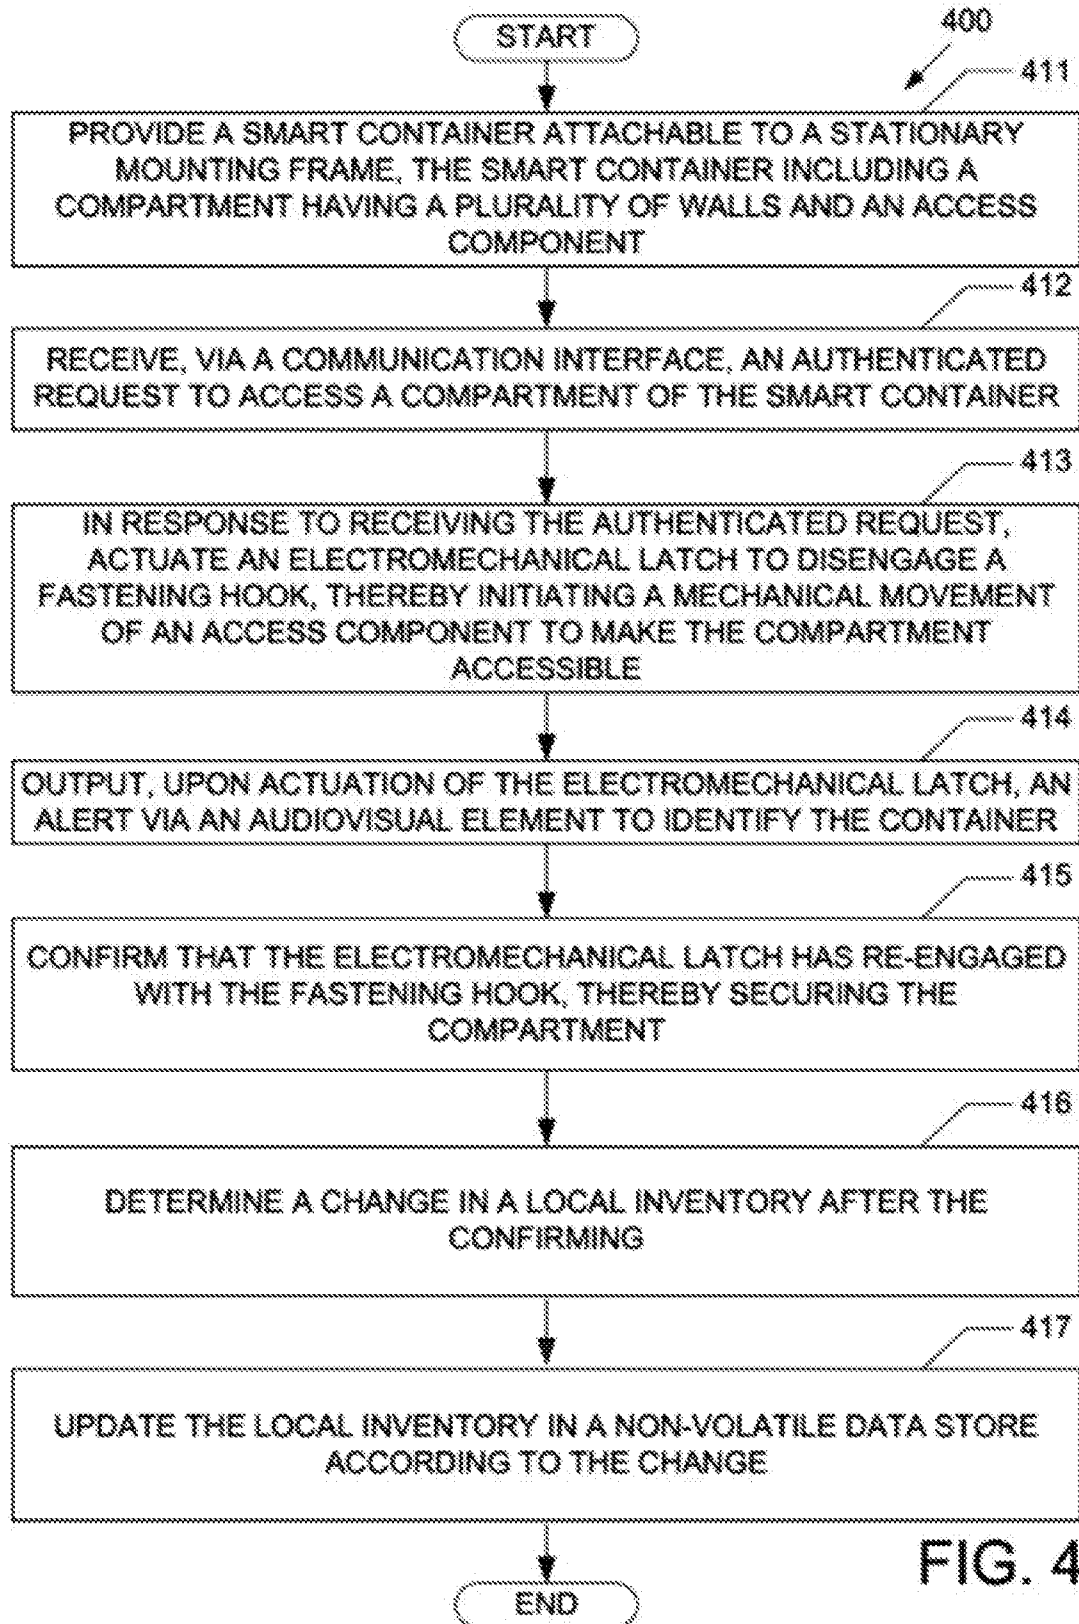 START
400
411
PROVIDE A SMART CONTAINER ATTACHABLE TO A STATIONARY
MOUNTING FRAME, THE SMART CONTAINER INCLUDING A
COMPARTMENT HAVING A PLURALITY OF WALLS AND AN ACCESS
COMPONENT
412
RECEIVE, VIA A COMMUNICATION INTERFACE, AN AUTHENTICATED
REQUEST TO ACCESS A COMPARTMENT OF THE SMART CONTAINER
413
IN RESPONSE TO RECEIVING THE AUTHENTICATED REQUEST,
ACTUATE AN ELECTROMECHANICAL LATCH TO DISENGAGE A
FASTENING HOOK, THEREBY INITIATING A MECHANICAL MOVEMENT
OF AN ACCESS COMPONENT TO MAKE THE COMPARTMENT
ACCESSIBLE
414
OUTPUT, UPON ACTUATION OF THE ELECTROMECHANICAL LATCH, AN
ALERT VIA AN AUDIOVISUAL ELEMENT TO IDENTIFY THE CONTAINER
415
CONFIRM THAT THE ELECTROMECHANICAL LATCH HAS RE-ENGAGED
WITH THE FASTENING HOOK, THEREBY SECURING THE
COMPARTMENT
416
DETERMINE A CHANGE IN A LOCAL INVENTORY AFTER THE
CONFIRMING
417
UPDATE THE LOCAL INVENTORY IN A NON-VOLATILE DATA STORE
ACCORDING TO THE CHANGE
FIG. 4
END